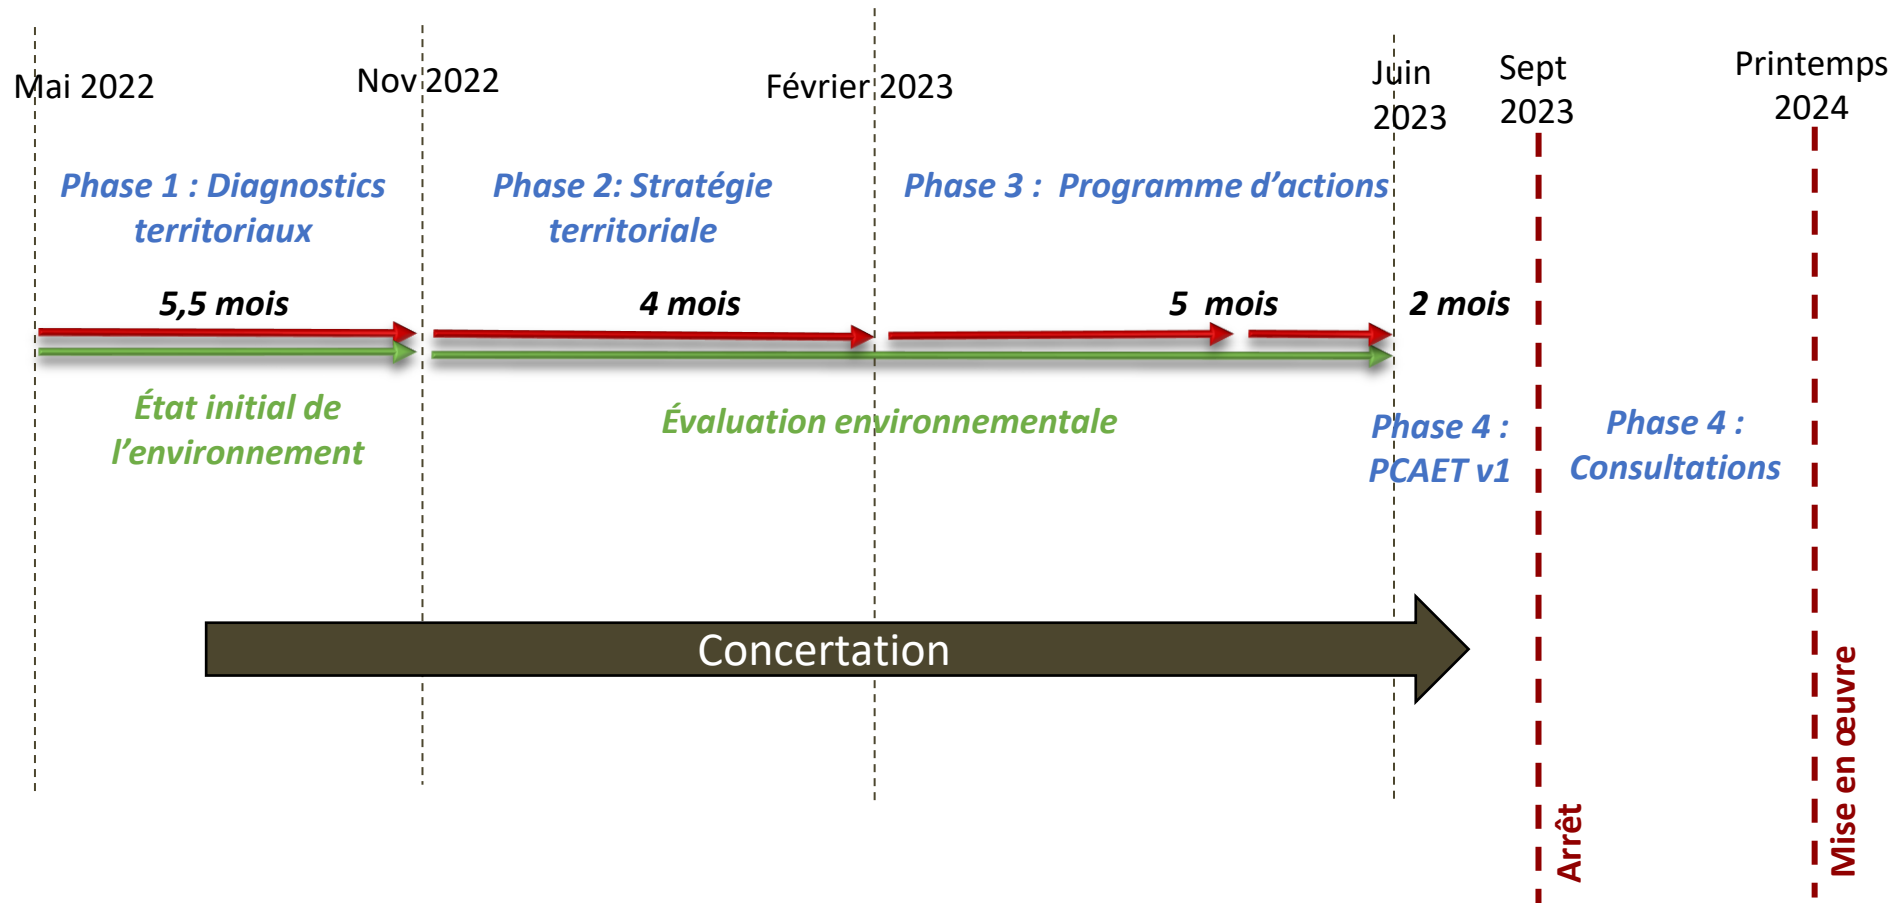 Mai 2022
Nov 2022
Février 2023
Juin
2023
Sept
2023
Printemps
2024
Phase 1 : Diagnostics
territoriaux
Phase 2: Stratégie
territoriale
Phase 3 :  Programme d’actions
5,5 mois
4 mois
5  mois
2 mois
État initial de
l’environnement
Évaluation environnementale
Phase 4 :
PCAET v1
Phase 4 :
Consultations
Concertation
Arrêt
Mise en œuvre